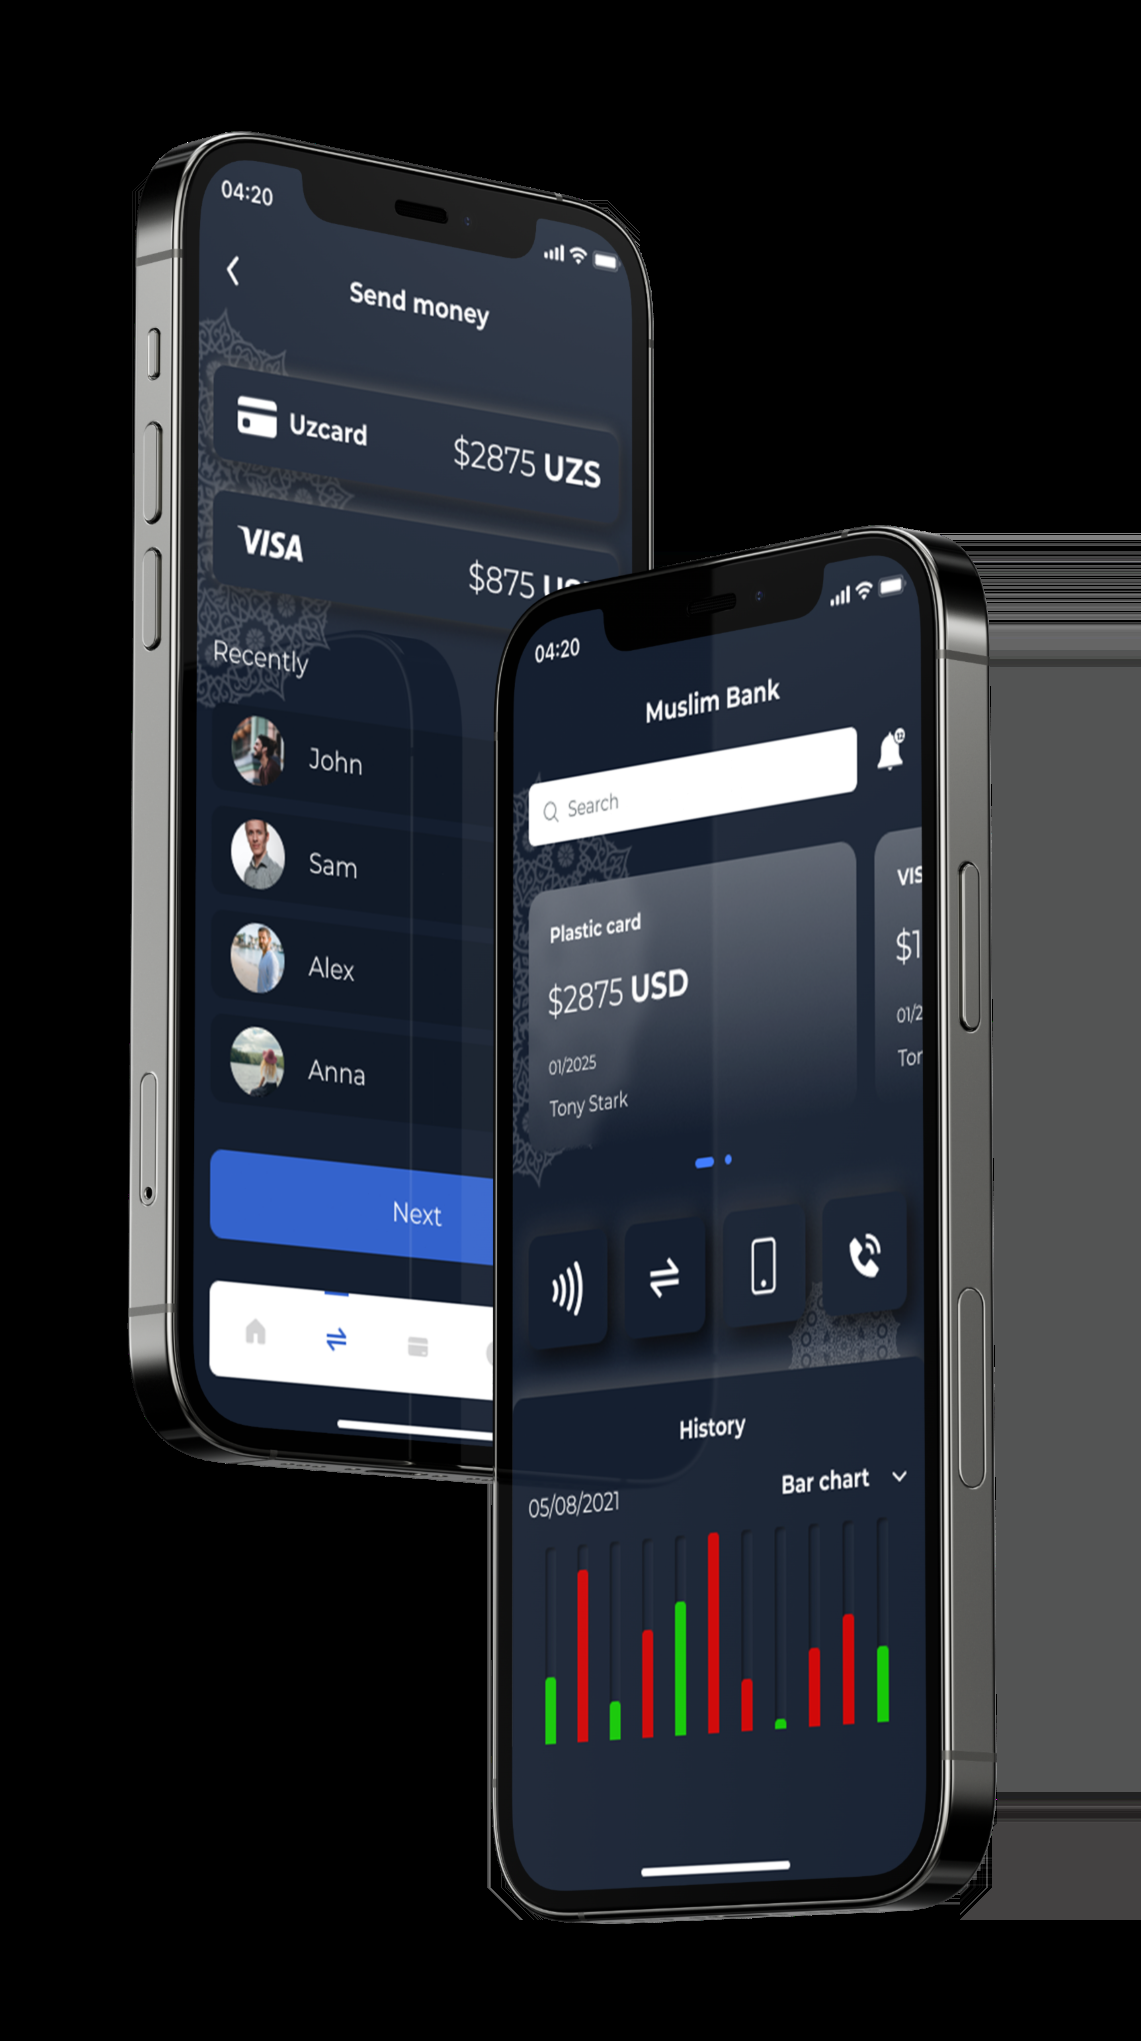 04:20
Send money
Uzcard
$2875 UZS
VISA
$875
Recently
John
Sam
Alex
Anna
Next
04:20
Muslim Bank
12
Search
Plastic card
$2875 USD
01/2025
Tony Stark
VIS
$1
01/2
Tor
History
Bar chart
05/08/2021